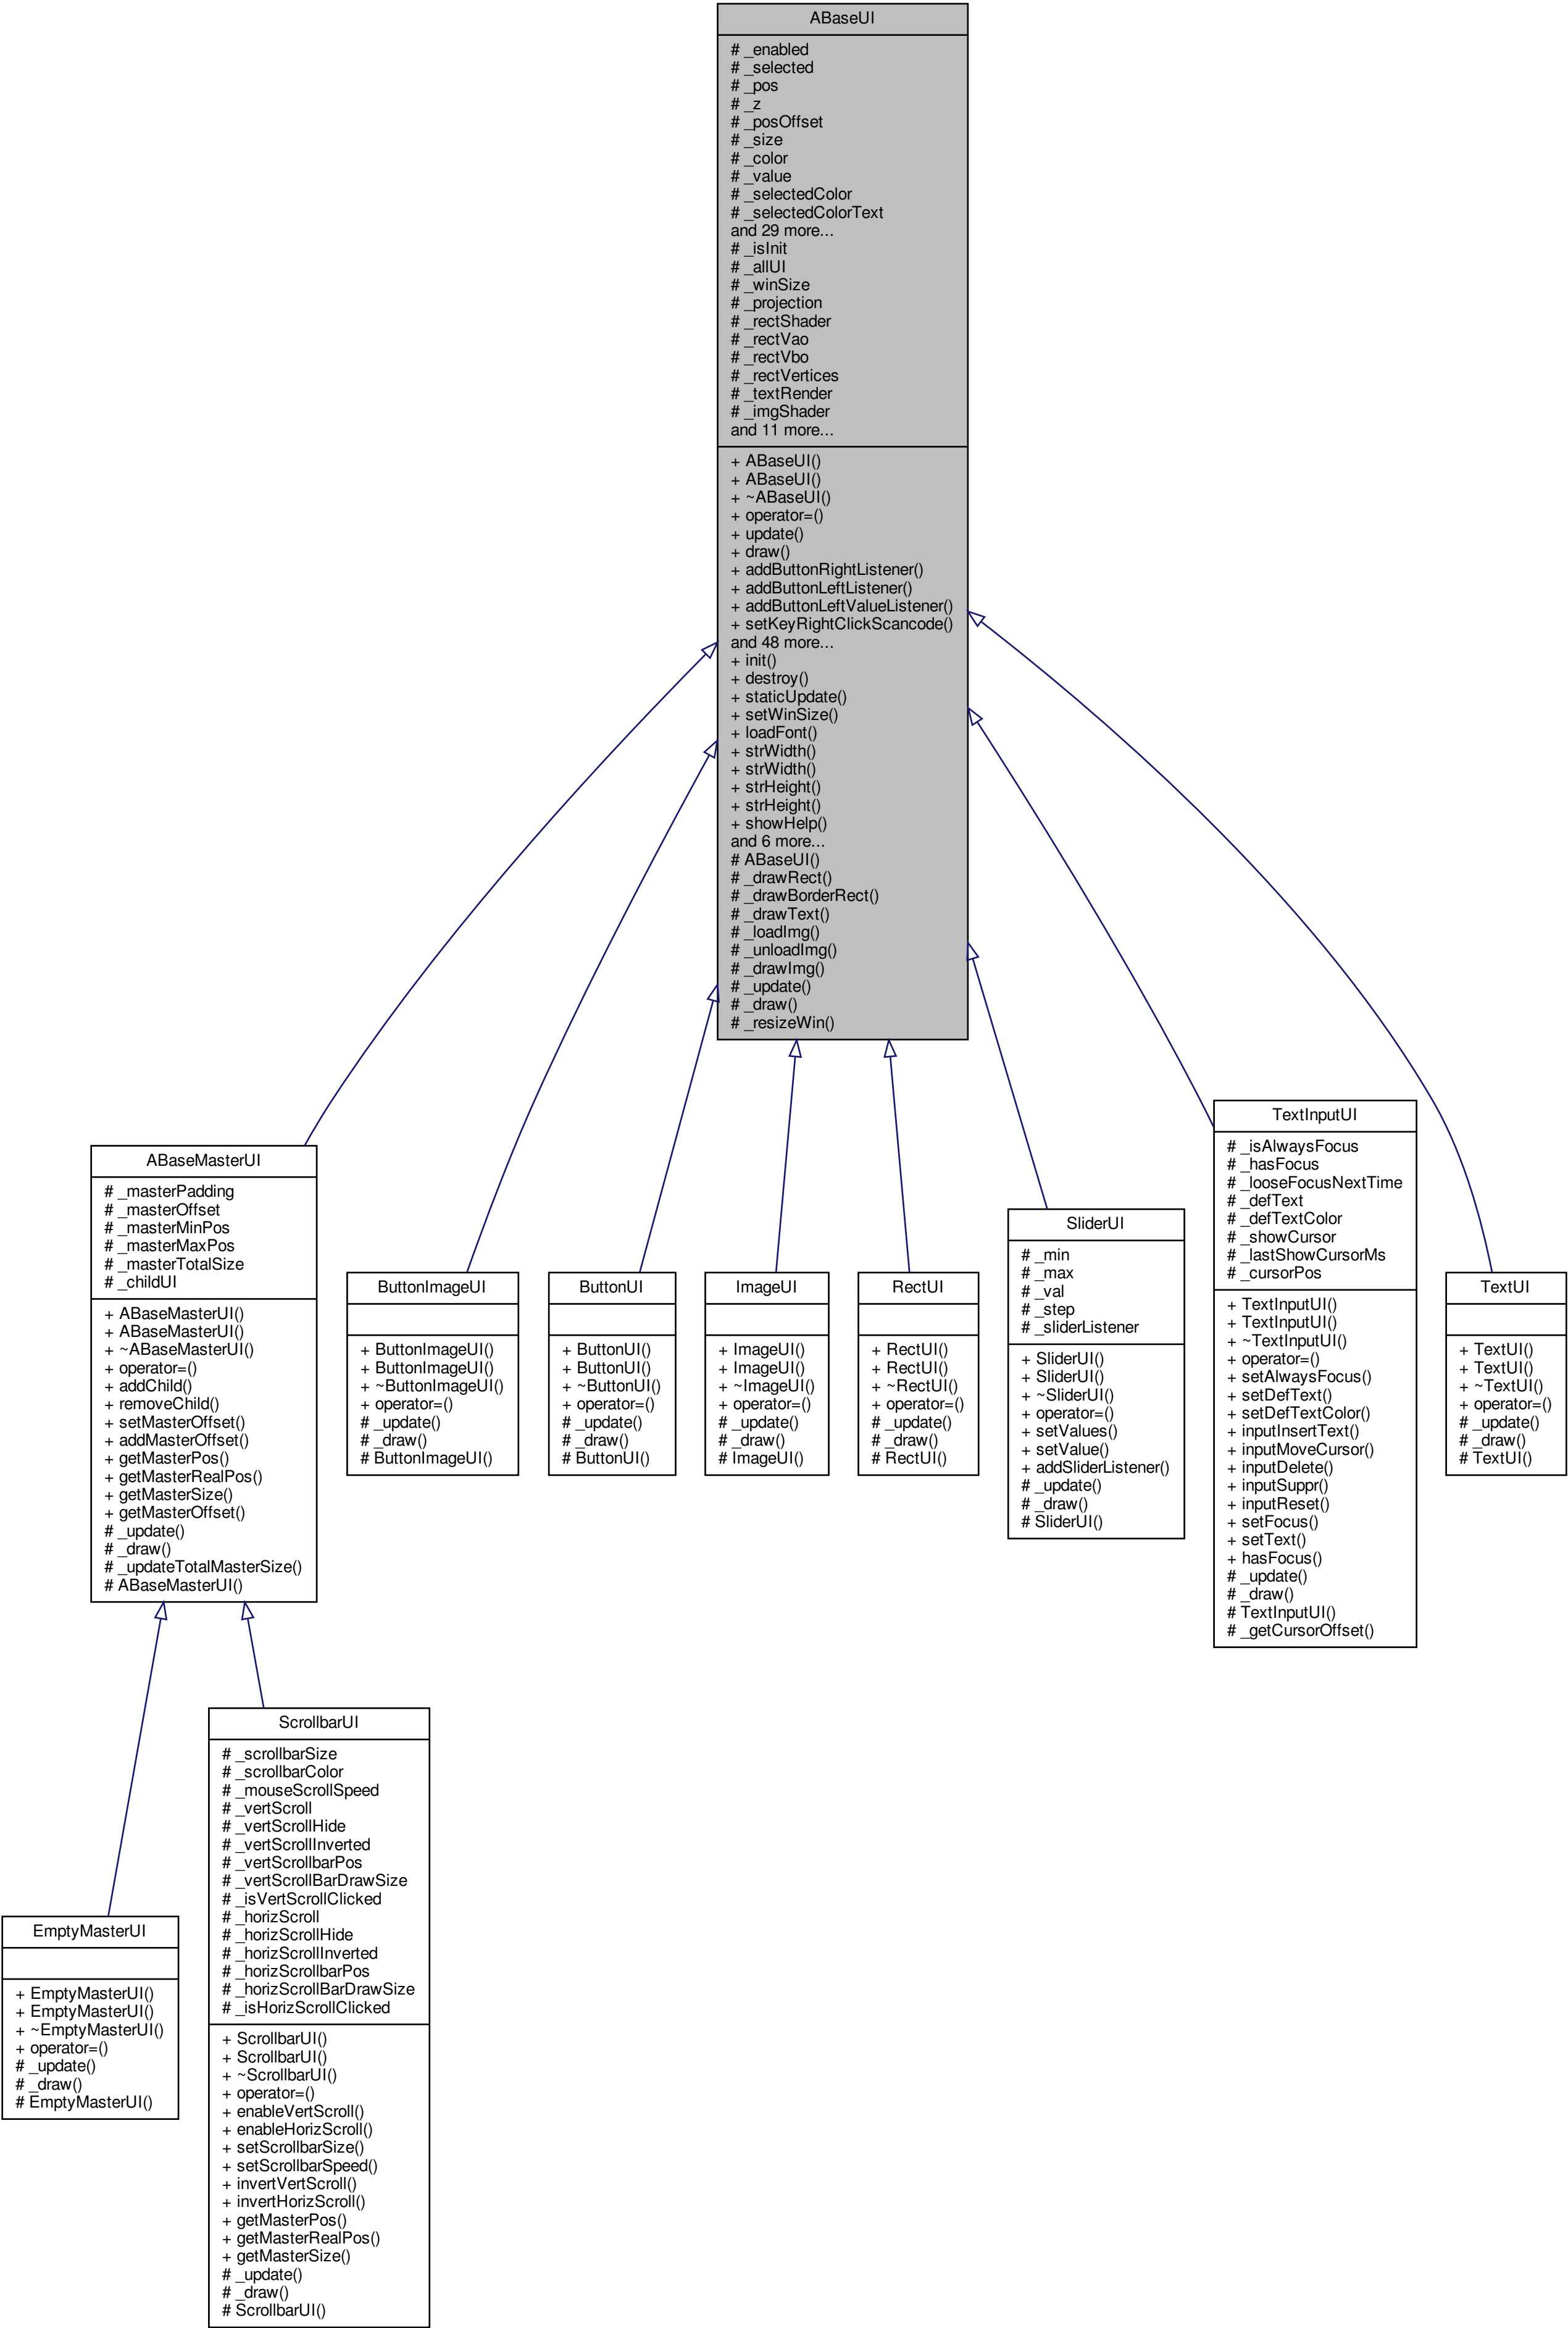 ABaseUI
# _enabled
# _selected
# _pos
# _z
# _posOffset
# _size
# _color
# _value
# _selectedColor
# _selectedColorText
and 29 more...
# _isInit
# _allUI
# _winSize
# _projection
# _rectShader
# _rectVao
# _rectVbo
# _rectVertices
# _textRender
# _imgShader
and 11 more...
+ ABaseUI()
+ ABaseUI()
+ ~ABaseUI()
+ operator=()
+ update()
+ draw()
+ addButtonRightListener()
+ addButtonLeftListener()
+ addButtonLeftValueListener()
+ setKeyRightClickScancode()
and 48 more...
+ init()
+ destroy()
+ staticUpdate()
+ setWinSize()
+ loadFont()
+ strWidth()
+ strWidth()
+ strHeight()
+ strHeight()
+ showHelp()
and 6 more...
# ABaseUI()
# _drawRect()
# _drawBorderRect()
# _drawText()
# _loadImg()
# _unloadImg()
# _drawImg()
# _update()
# _draw()
# _resizeWin()
ABaseMasterUI
# _masterPadding
# _masterOffset
# _masterMinPos
# _masterMaxPos
# _masterTotalSize
# _childUI
+ ABaseMasterUI()
+ ABaseMasterUI()
+ ~ABaseMasterUI()
+ operator=()
+ addChild()
+ removeChild()
+ setMasterOffset()
+ addMasterOffset()
+ getMasterPos()
+ getMasterRealPos()
+ getMasterSize()
+ getMasterOffset()
# _update()
# _draw()
# _updateTotalMasterSize()
# ABaseMasterUI()
ButtonImageUI
+ ButtonImageUI()
+ ButtonImageUI()
+ ~ButtonImageUI()
+ operator=()
# _update()
# _draw()
# ButtonImageUI()
ButtonUI
+ ButtonUI()
+ ButtonUI()
+ ~ButtonUI()
+ operator=()
# _update()
# _draw()
# ButtonUI()
ImageUI
+ ImageUI()
+ ImageUI()
+ ~ImageUI()
+ operator=()
# _update()
# _draw()
# ImageUI()
RectUI
+ RectUI()
+ RectUI()
+ ~RectUI()
+ operator=()
# _update()
# _draw()
# RectUI()
SliderUI
# _min
# _max
# _val
# _step
# _sliderListener
+ SliderUI()
+ SliderUI()
+ ~SliderUI()
+ operator=()
+ setValues()
+ setValue()
+ addSliderListener()
# _update()
# _draw()
# SliderUI()
TextInputUI
# _isAlwaysFocus
# _hasFocus
# _looseFocusNextTime
# _defText
# _defTextColor
# _showCursor
# _lastShowCursorMs
# _cursorPos
+ TextInputUI()
+ TextInputUI()
+ ~TextInputUI()
+ operator=()
+ setAlwaysFocus()
+ setDefText()
+ setDefTextColor()
+ inputInsertText()
+ inputMoveCursor()
+ inputDelete()
+ inputSuppr()
+ inputReset()
+ setFocus()
+ setText()
+ hasFocus()
# _update()
# _draw()
# TextInputUI()
# _getCursorOffset()
TextUI
+ TextUI()
+ TextUI()
+ ~TextUI()
+ operator=()
# _update()
# _draw()
# TextUI()
EmptyMasterUI
+ EmptyMasterUI()
+ EmptyMasterUI()
+ ~EmptyMasterUI()
+ operator=()
# _update()
# _draw()
# EmptyMasterUI()
ScrollbarUI
# _scrollbarSize
# _scrollbarColor
# _mouseScrollSpeed
# _vertScroll
# _vertScrollHide
# _vertScrollInverted
# _vertScrollbarPos
# _vertScrollBarDrawSize
# _isVertScrollClicked
# _horizScroll
# _horizScrollHide
# _horizScrollInverted
# _horizScrollbarPos
# _horizScrollBarDrawSize
# _isHorizScrollClicked
+ ScrollbarUI()
+ ScrollbarUI()
+ ~ScrollbarUI()
+ operator=()
+ enableVertScroll()
+ enableHorizScroll()
+ setScrollbarSize()
+ setScrollbarSpeed()
+ invertVertScroll()
+ invertHorizScroll()
+ getMasterPos()
+ getMasterRealPos()
+ getMasterSize()
# _update()
# _draw()
# ScrollbarUI()